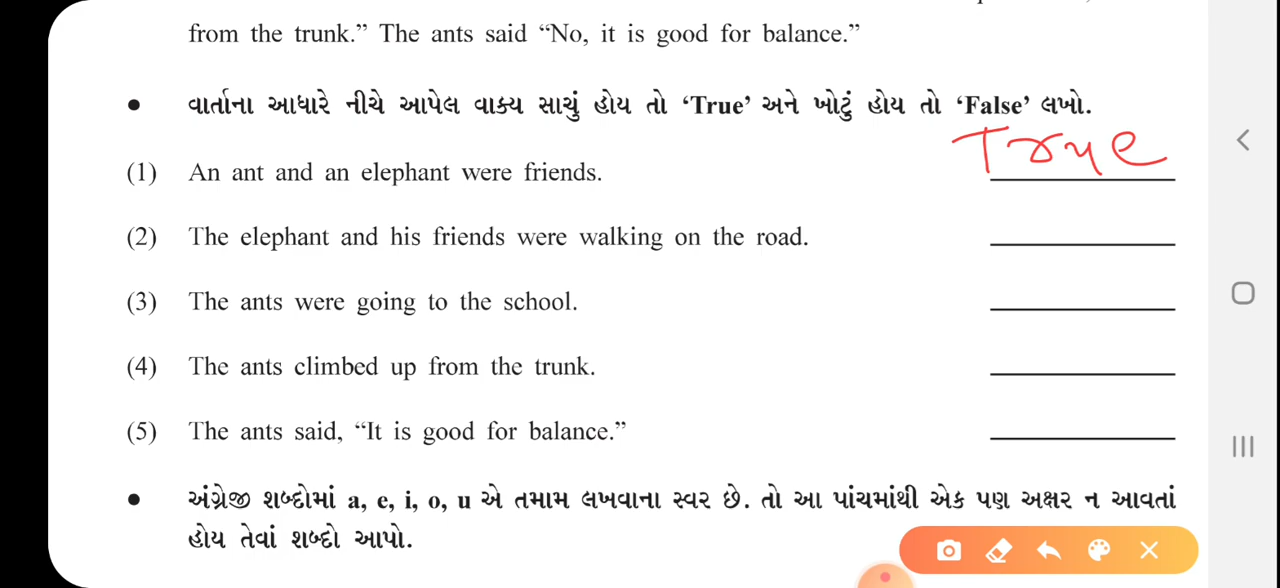 from the trunk.” The ants said “No, it is good for balance.”
● વાર્તાના આધારે નીચે આપેલ વાક્ય સાચું હોય તો ‘True’ અને ખોટું હોય તો ‘False’ લખો.
(1) An ant and an elephant were friends. True
(2) The elephant and his friends were walking on the road.
(3) The ants were going to the school.
(4) The ants climbed up from the trunk.
(5) The ants said, “It is good for balance.”
● અંગ્રેજી શબ્દોમાં a, e, i, o, u એ તમામ લખવાના સ્વર છે. તો આ પાંચમાંથી એક પણ અક્ષર ન આવતાં
હોય તેવાં શબ્દો આપો.